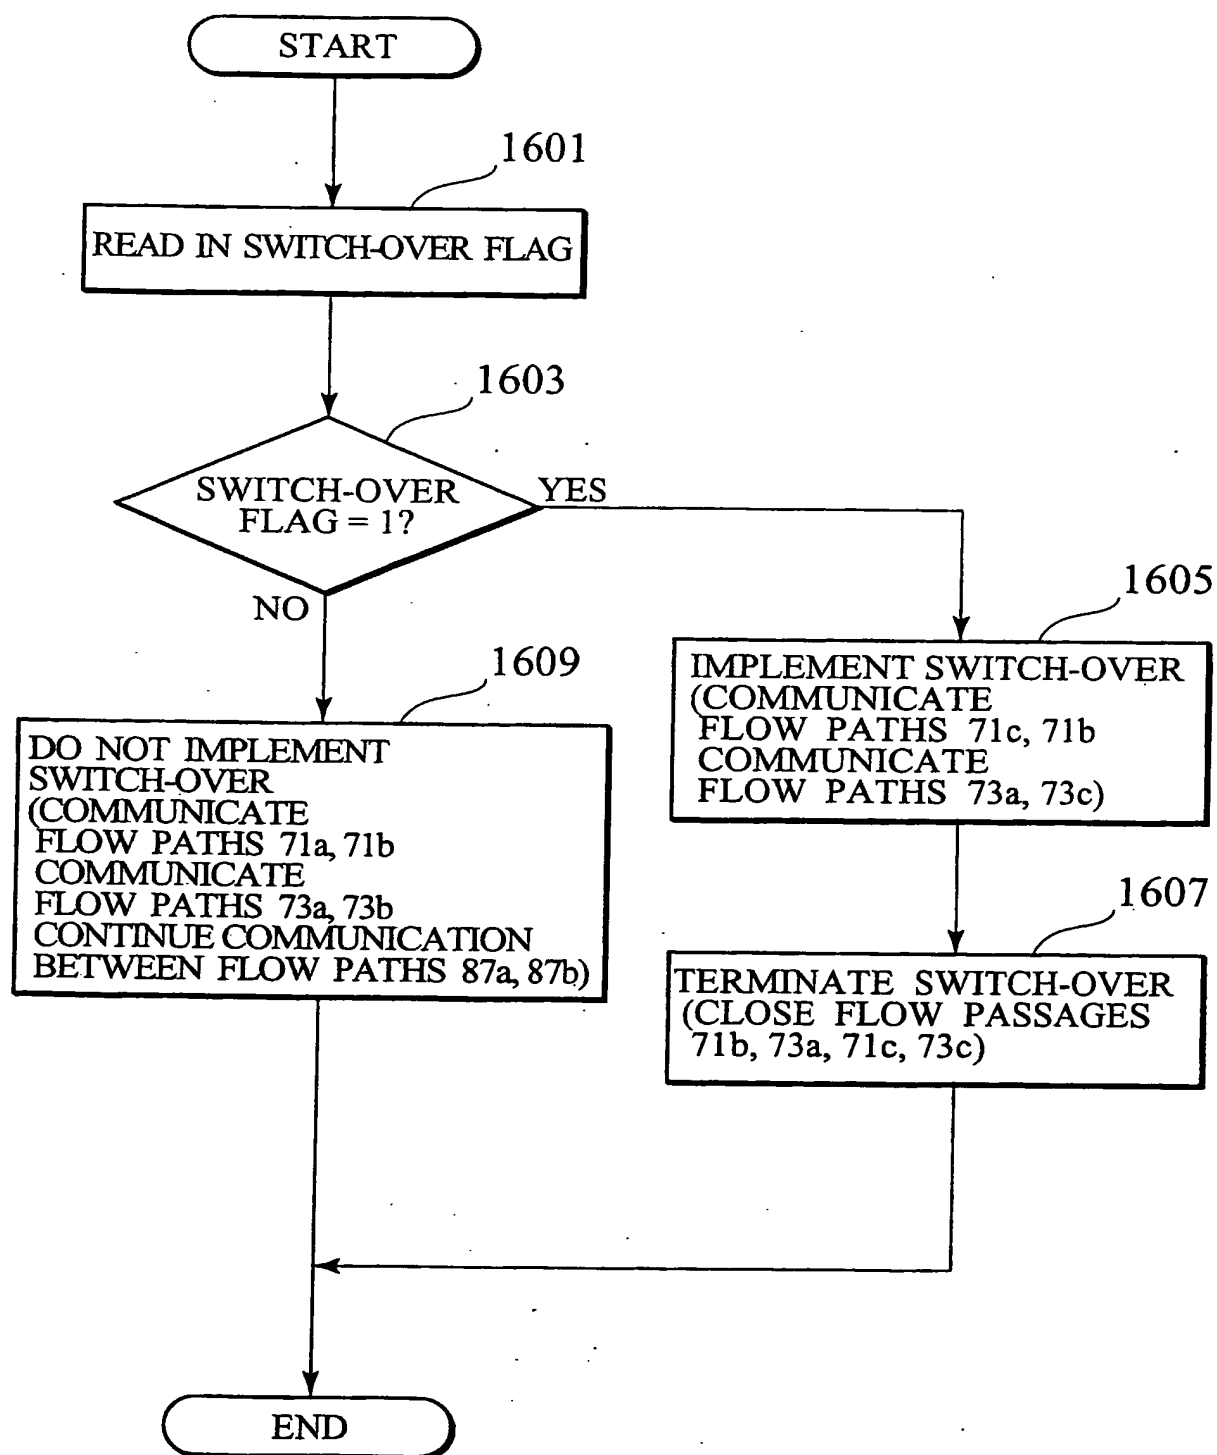 START
1601
READ IN SWITCH-OVER FLAG
1603
SWITCH-OVER
FLAG = 1?
YES
NO
1605
IMPLEMENT SWITCH-OVER
(COMMUNICATE
FLOW PATHS 71c, 71b
COMMUNICATE
FLOW PATHS 73a, 73c)
1609
DO NOT IMPLEMENT
SWITCH-OVER
(COMMUNICATE
FLOW PATHS 71a, 71b
COMMUNICATE
FLOW PATHS 73a, 73b
CONTINUE COMMUNICATION
BETWEEN FLOW PATHS 87a, 87b)
1607
TERMINATE SWITCH-OVER
(CLOSE FLOW PASSAGES
71b, 73a, 71c, 73c)
END